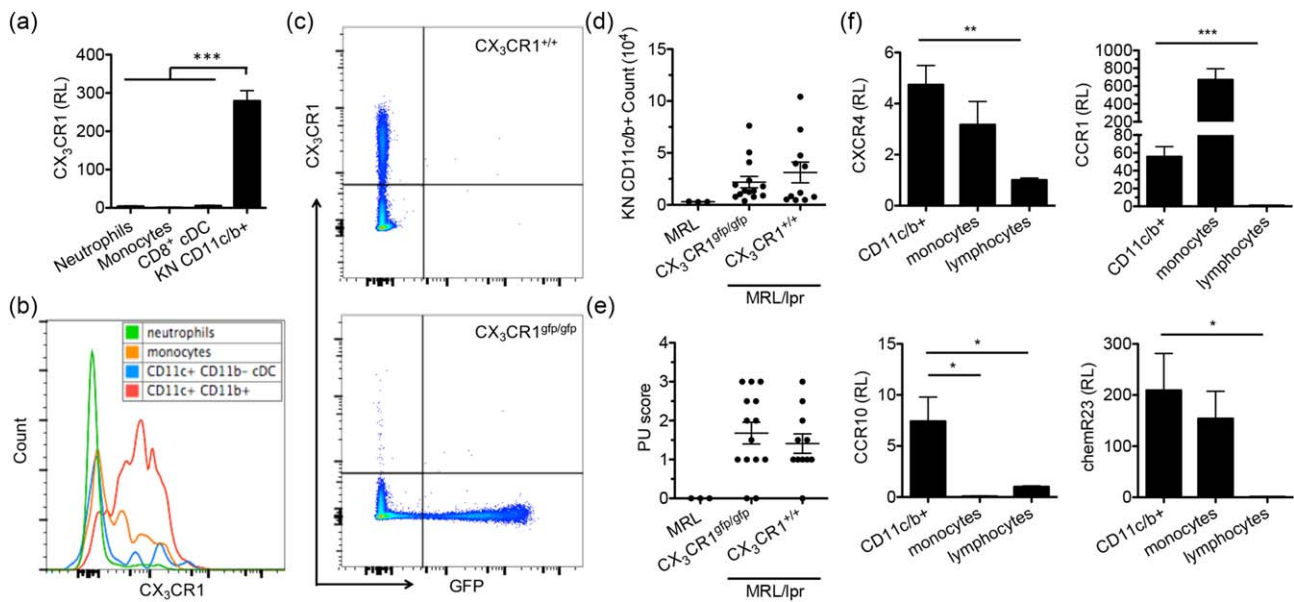 (a)
CX₃CR1 (RL)
400
300
200
100
0
***
Neutrophils
Monocytes
CD8⁺ cDC
KN CD11c/b+
(b)
Count
neutrophils
monocytes
CD11c+ CD11b− cDC
CD11c+ CD11b+
CX₃CR1
(c)
CX₃CR1
CX₃CR1⁺/⁺
CX₃CR1ᵍᶠᵖ/ᵍᶠᵖ
GFP
(d)
KN CD11c/b+ Count (10⁴)
15
10
5
0
MRL
CX₃CR1ᵍᶠᵖ/ᵍᶠᵖ
CX₃CR1⁺/⁺
MRL/lpr
(e)
PU score
4
3
2
1
0
MRL
CX₃CR1ᵍᶠᵖ/ᵍᶠᵖ
CX₃CR1⁺/⁺
MRL/lpr
(f)
CXCR4 (RL)
6
4
2
0
**
CD11c/b+
monocytes
lymphocytes
CCR1 (RL)
1000
800
600
400
200
60
50
40
30
20
10
0
***
CD11c/b+
monocytes
lymphocytes
CCR10 (RL)
15
10
5
0
*
*
CD11c/b+
monocytes
lymphocytes
chemR23 (RL)
300
200
100
0
*
CD11c/b+
monocytes
lymphocytes